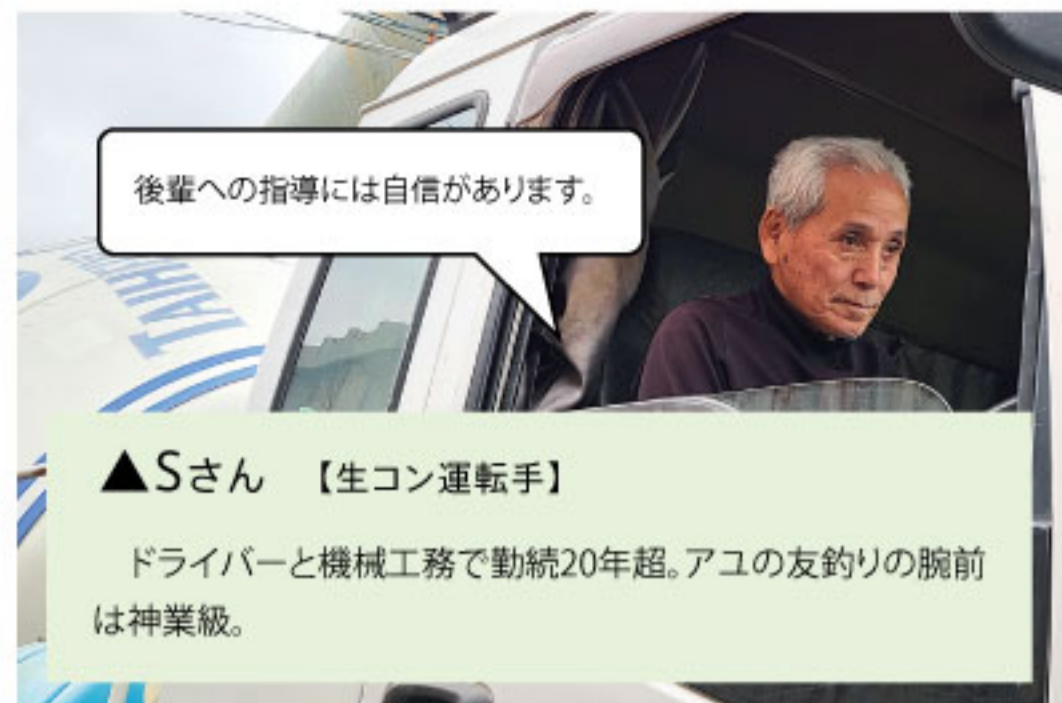 後輩への指導には自信があります。
TAIHE
▲Sさん 【生コン運転手】
ドライバーと機械工務で勤続20年超。アユの友釣りの腕前
は神業級。